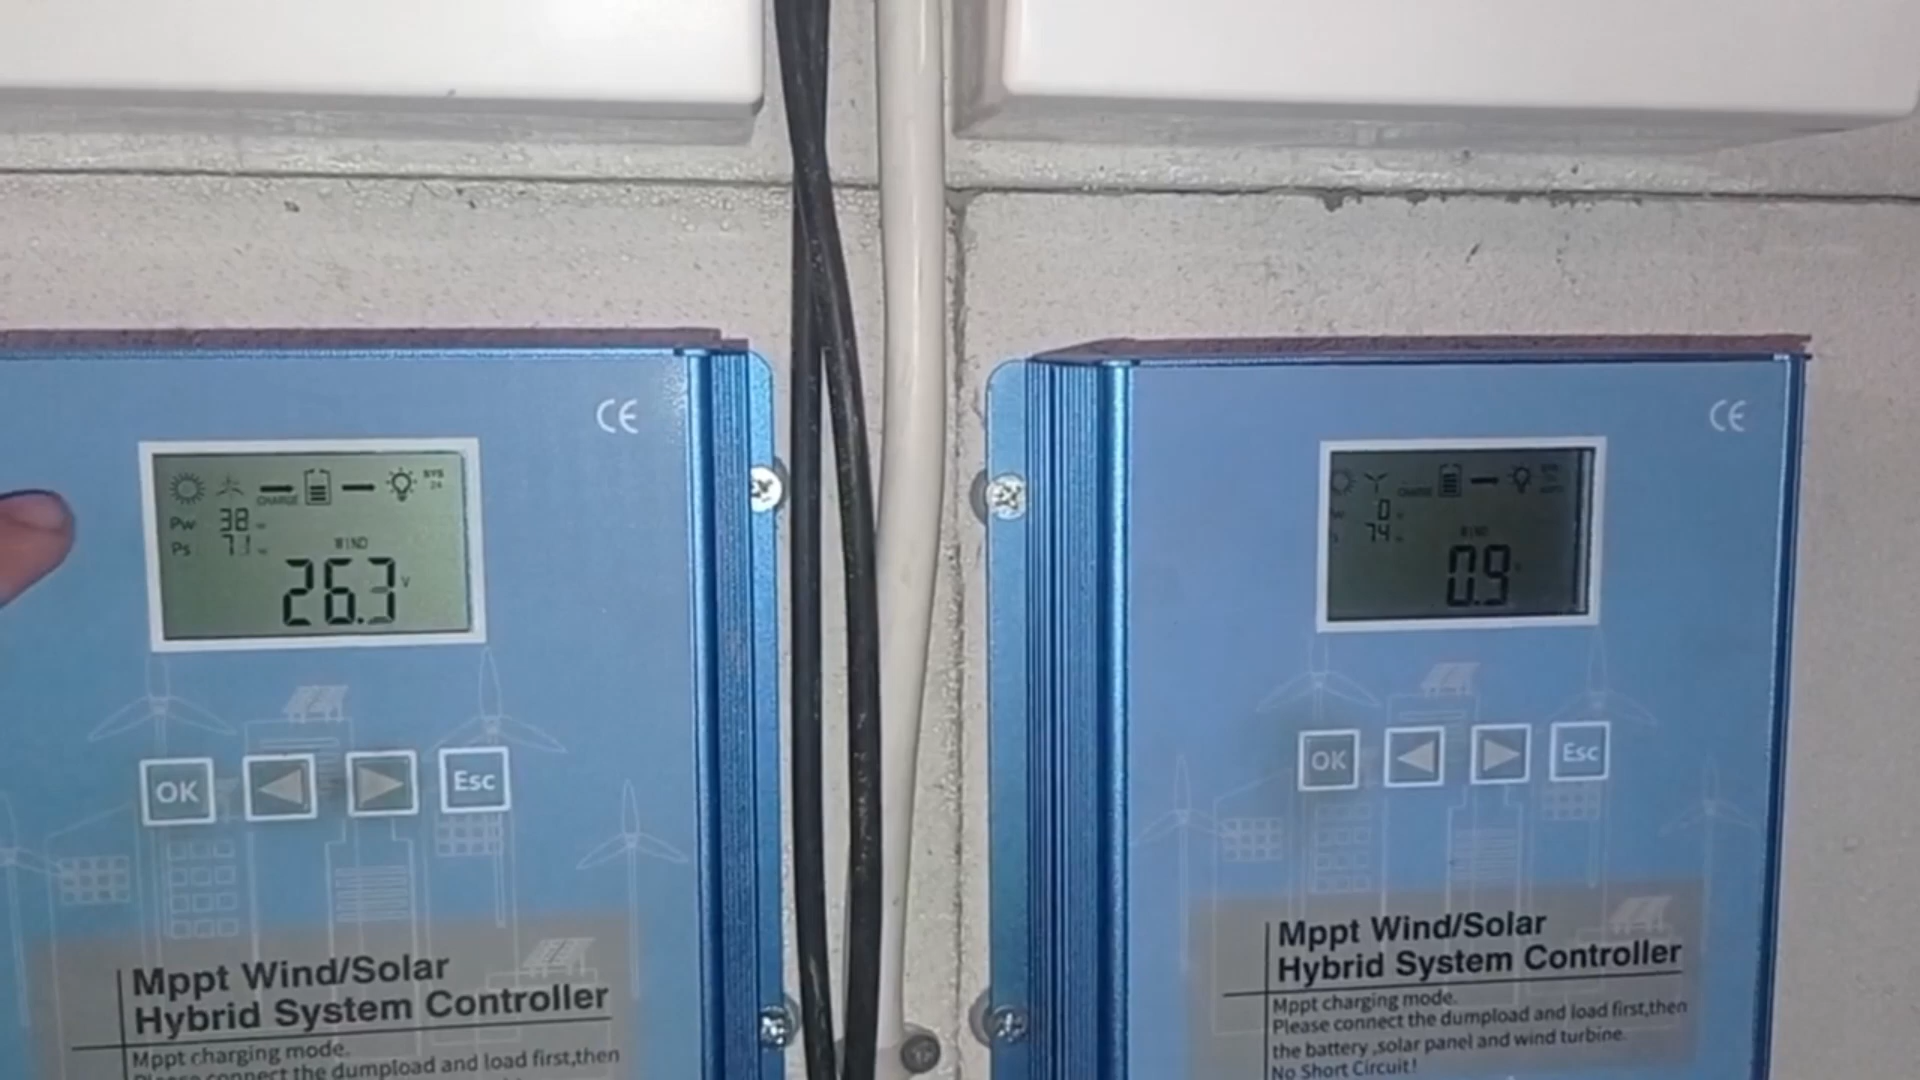 CE
SYS
24
CHARGE
Pw 38 w
Ps 71 w
WIND
26.3 V
OK
Esc
Mppt Wind/Solar
Hybrid System Controller
Mppt charging mode.
Please connect the dumpload and load first,then
CE
CHARGE
0
74
WIND
0.9
OK
Esc
Mppt Wind/Solar
Hybrid System Controller
Mppt charging mode.
Please connect the dumpload and load first,then
the battery ,solar panel and wind turbine.
No Short Circuit!